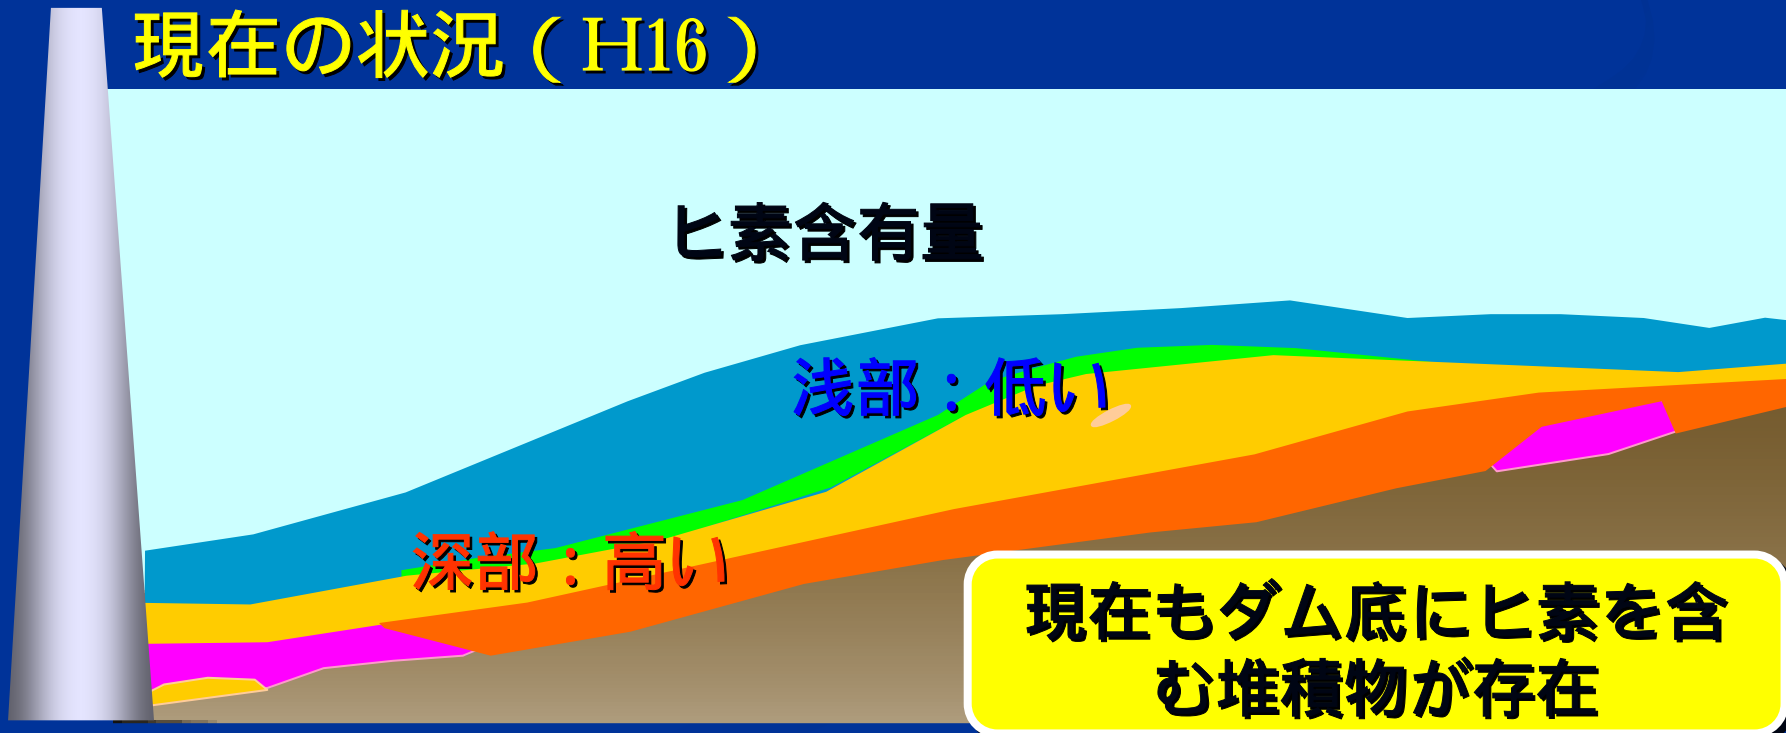 現在の状況（H16）
ヒ素含有量
浅部：低い
深部：高い
現在もダム底にヒ素を含
む堆積物が存在